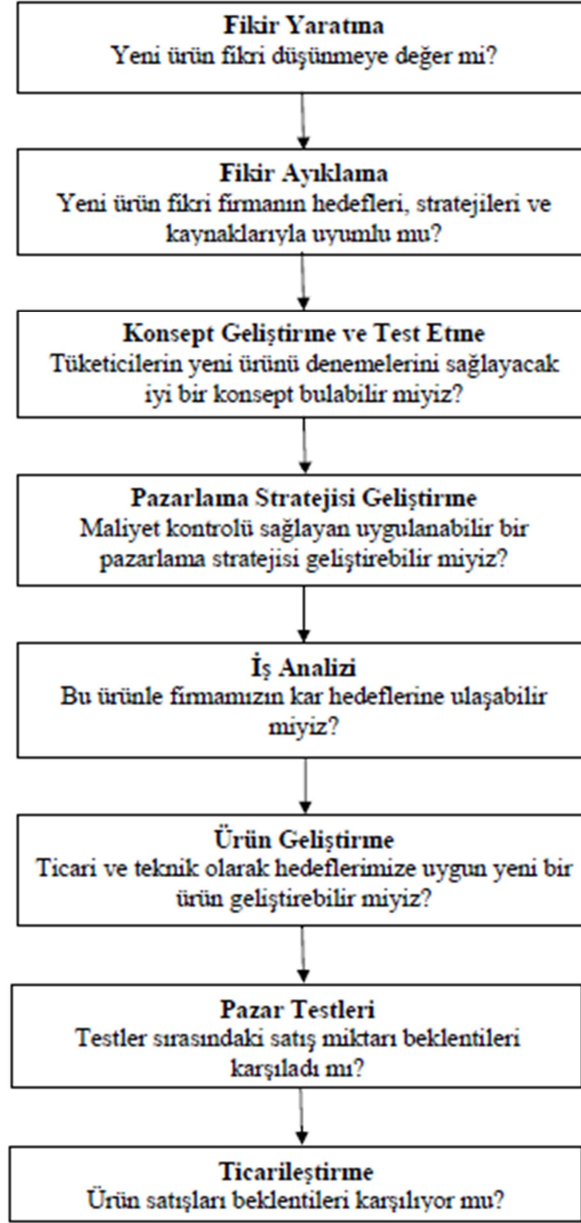 Fikir Yaratma
Yeni ürün fikri düşünmeye değer mi?
Fikir Ayıklama
Yeni ürün fikri firmanın hedefleri, stratejileri ve
kaynaklarıyla uyumlu mu?
Konsept Geliştirme ve Test Etme
Tüketicilerin yeni ürünü denemelerini sağlayacak
iyi bir konsept bulabilir miyiz?
Pazarlama Stratejisi Geliştirme
Maliyet kontrolü sağlayan uygulanabilir bir
pazarlama stratejisi geliştirebilir miyiz?
İş Analizi
Bu ürünle firmamızın kar hedeflerine ulaşabilir
miyiz?
Ürün Geliştirme
Ticari ve teknik olarak hedeflerimize uygun yeni bir
ürün geliştirebilir miyiz?
Pazar Testleri
Testler sırasındaki satış miktarı beklentileri
karşıladı mı?
Ticarileştirme
Ürün satışları beklentileri karşılıyor mu?